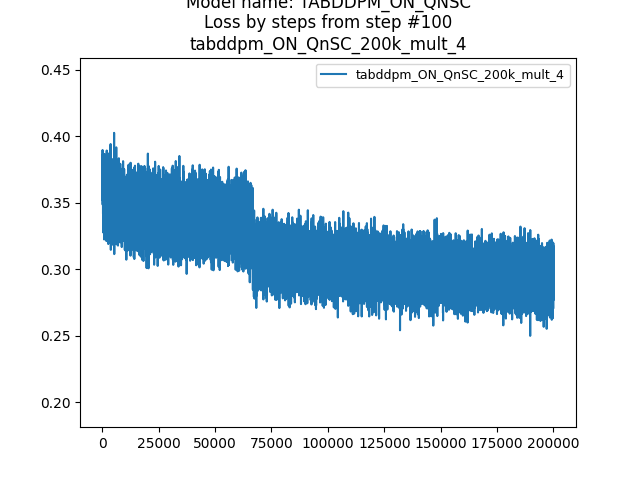 Model name: TABDDPM_ON_QNSC
Loss by steps from step #100
tabddpm_ON_QnSC_200k_mult_4
tabddpm_ON_QnSC_200k_mult_4
0.45
0.40
0.35
0.30
0.25
0.20
0 25000 50000 75000 100000 125000 150000 175000 200000